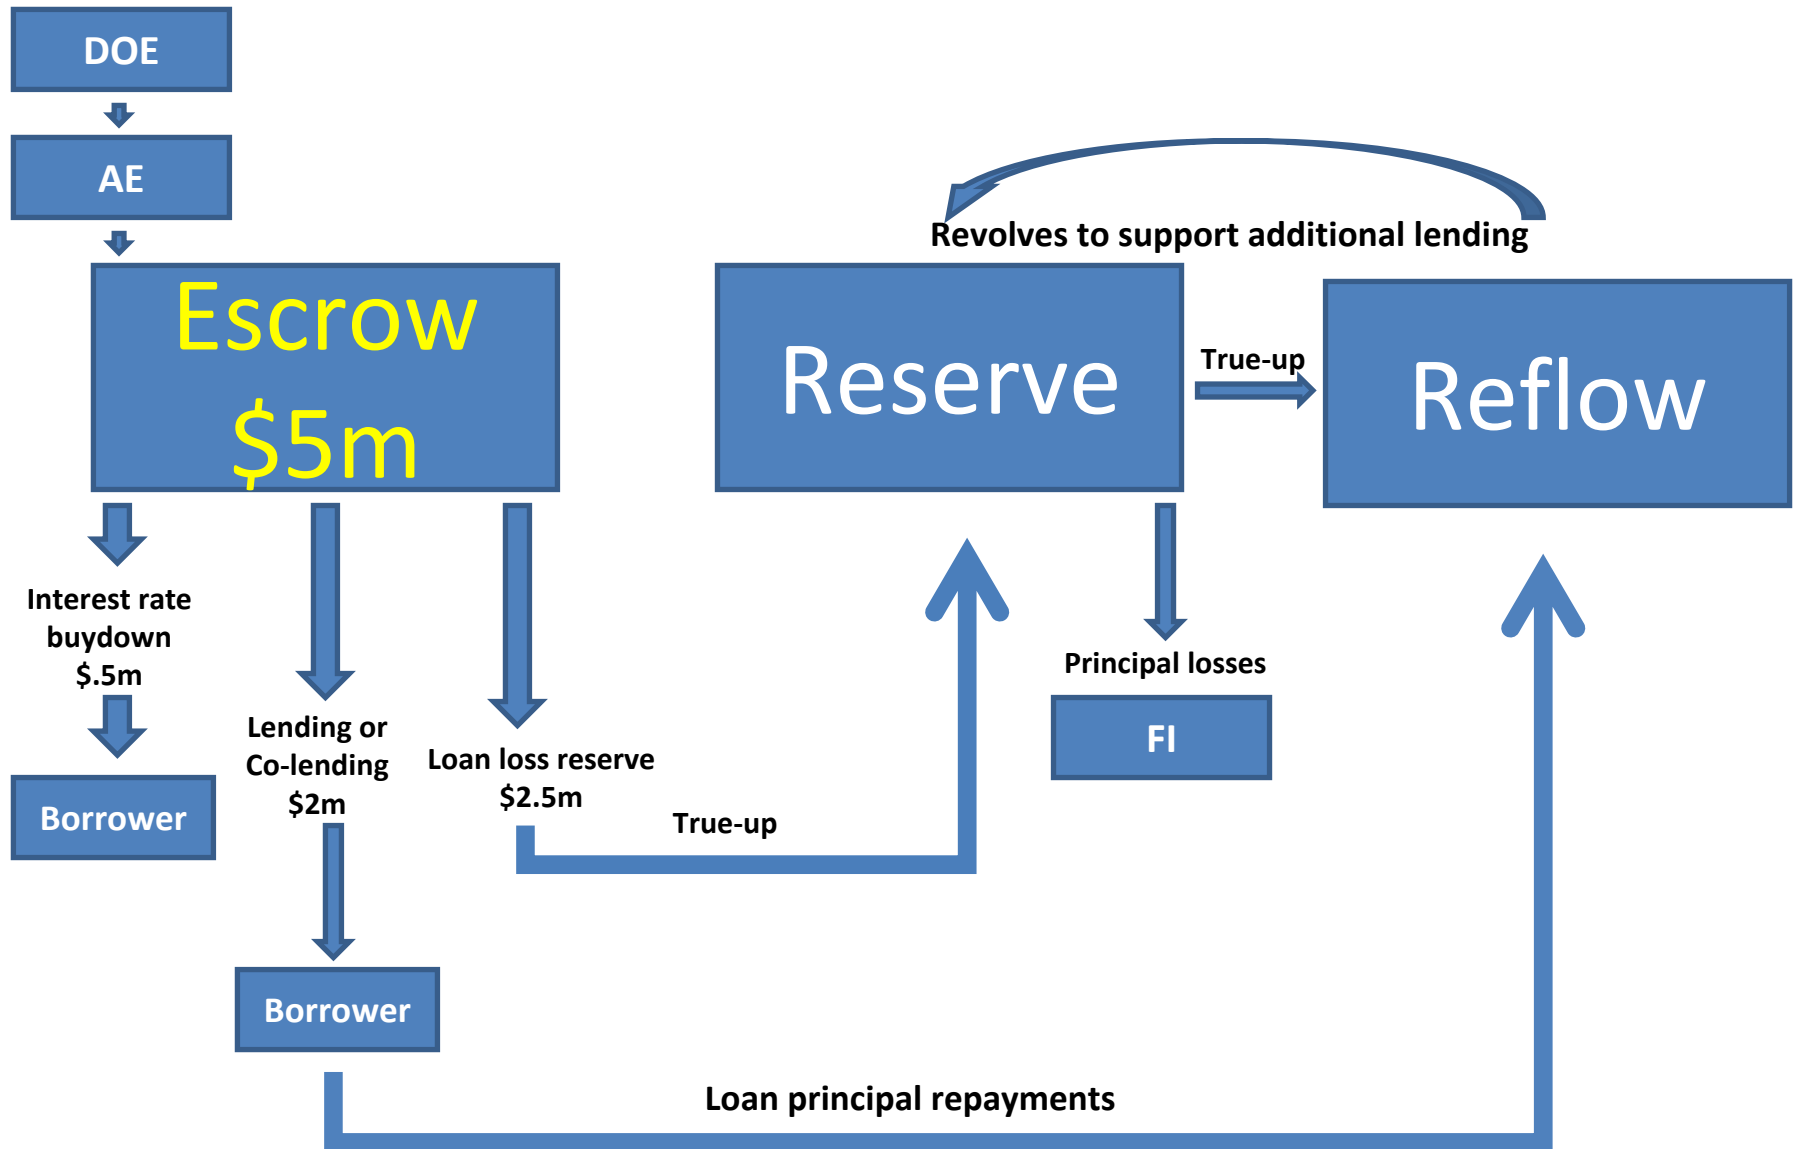 DOE
AE
Escrow
$5m
Revolves to support additional lending
Reserve
True-up
Reflow
Interest rate
buydown
$.5m
Borrower
Lending or
Co-lending
$2m
Loan loss reserve
$2.5m
True-up
Principal losses
FI
Borrower
Loan principal repayments